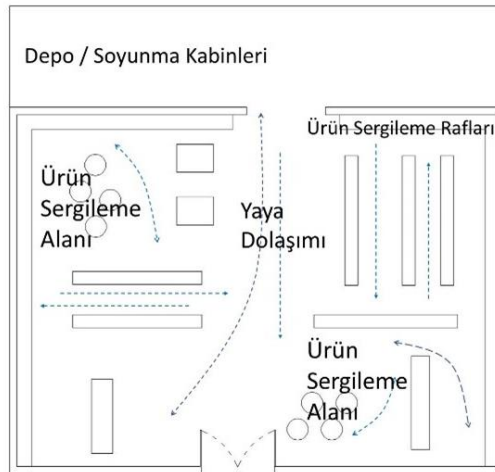 Depo / Soyunma Kabinleri
Ürün Sergileme Rafları
Ürün
Sergileme
Alanı
Yaya
Dolaşımı
Ürün
Sergileme
Alanı